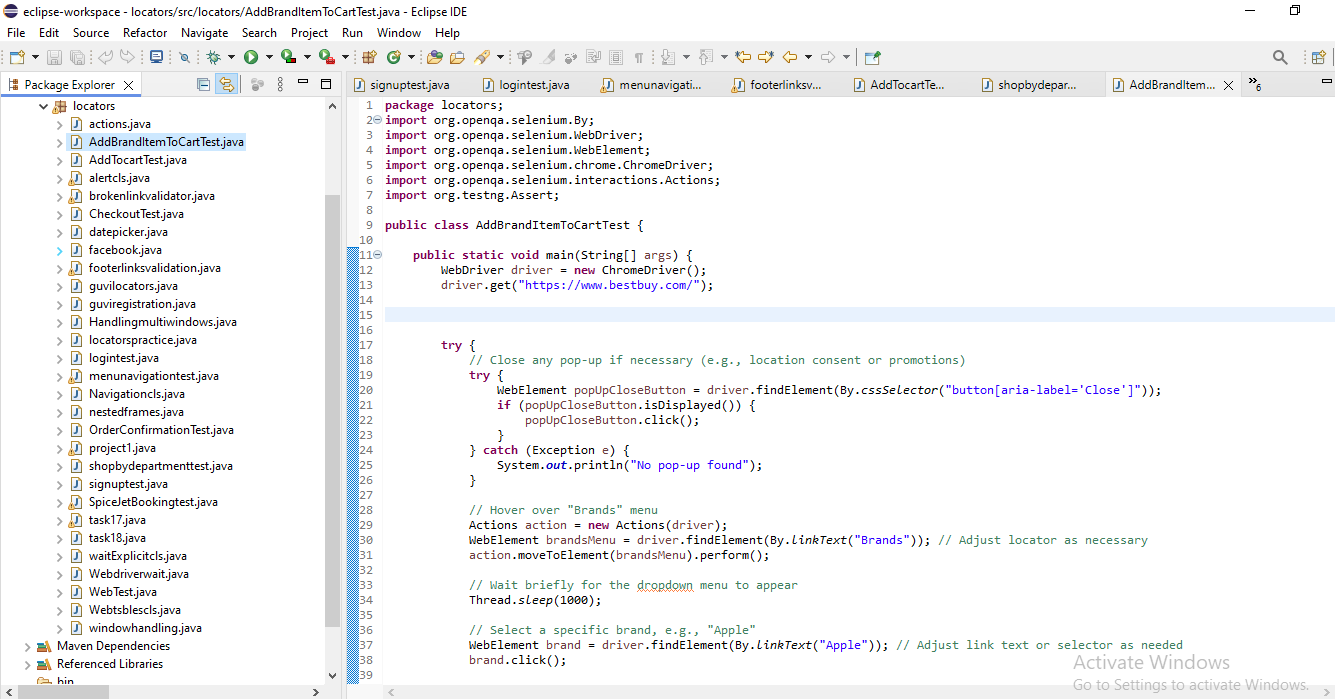 eclipse-workspace - locators/src/locators/AddBrandItemToCartTest.java - Eclipse IDE
File Edit Source Refactor Navigate Search Project Run Window Help
Package Explorer
signuptest.java logintest.java menunavigati... footerlinksv... AddTocartTe... shopbydepar... AddBrandItem... »6
locators
actions.java
AddBrandItemToCartTest.java
AddTocartTest.java
alertcls.java
brokenlinkvalidator.java
CheckoutTest.java
datepicker.java
facebook.java
footerlinksvalidation.java
guvilocators.java
guviregistration.java
Handlingmultiwindows.java
locatorspractice.java
logintest.java
menunavigationtest.java
Navigationcls.java
nestedframes.java
OrderConfirmationTest.java
project1.java
shopbydepartmenttest.java
signuptest.java
SpiceJetBookingtest.java
task17.java
task18.java
waitExplicitcls.java
Webdriverwait.java
WebTest.java
Webtsblescls.java
windowhandling.java
Maven Dependencies
Referenced Libraries
bin
1 package locators;
2 import org.openqa.selenium.By;
3 import org.openqa.selenium.WebDriver;
4 import org.openqa.selenium.WebElement;
5 import org.openqa.selenium.chrome.ChromeDriver;
6 import org.openqa.selenium.interactions.Actions;
7 import org.testng.Assert;
8
9 public class AddBrandItemToCartTest {
10
11 public static void main(String[] args) {
12 WebDriver driver = new ChromeDriver();
13 driver.get("https://www.bestbuy.com/");
14
15
16
17 try {
18 // Close any pop-up if necessary (e.g., location consent or promotions)
19 try {
20 WebElement popUpCloseButton = driver.findElement(By.cssSelector("button[aria-label='Close']"));
21 if (popUpCloseButton.isDisplayed()) {
22 popUpCloseButton.click();
23 }
24 } catch (Exception e) {
25 System.out.println("No pop-up found");
26 }
27
28 // Hover over "Brands" menu
29 Actions action = new Actions(driver);
30 WebElement brandsMenu = driver.findElement(By.linkText("Brands")); // Adjust locator as necessary
31 action.moveToElement(brandsMenu).perform();
32
33 // Wait briefly for the dropdown menu to appear
34 Thread.sleep(1000);
35
36 // Select a specific brand, e.g., "Apple"
37 WebElement brand = driver.findElement(By.linkText("Apple")); // Adjust link text or selector as needed
38 brand.click();
39
Activate Windows
Go to Settings to activate Windows.